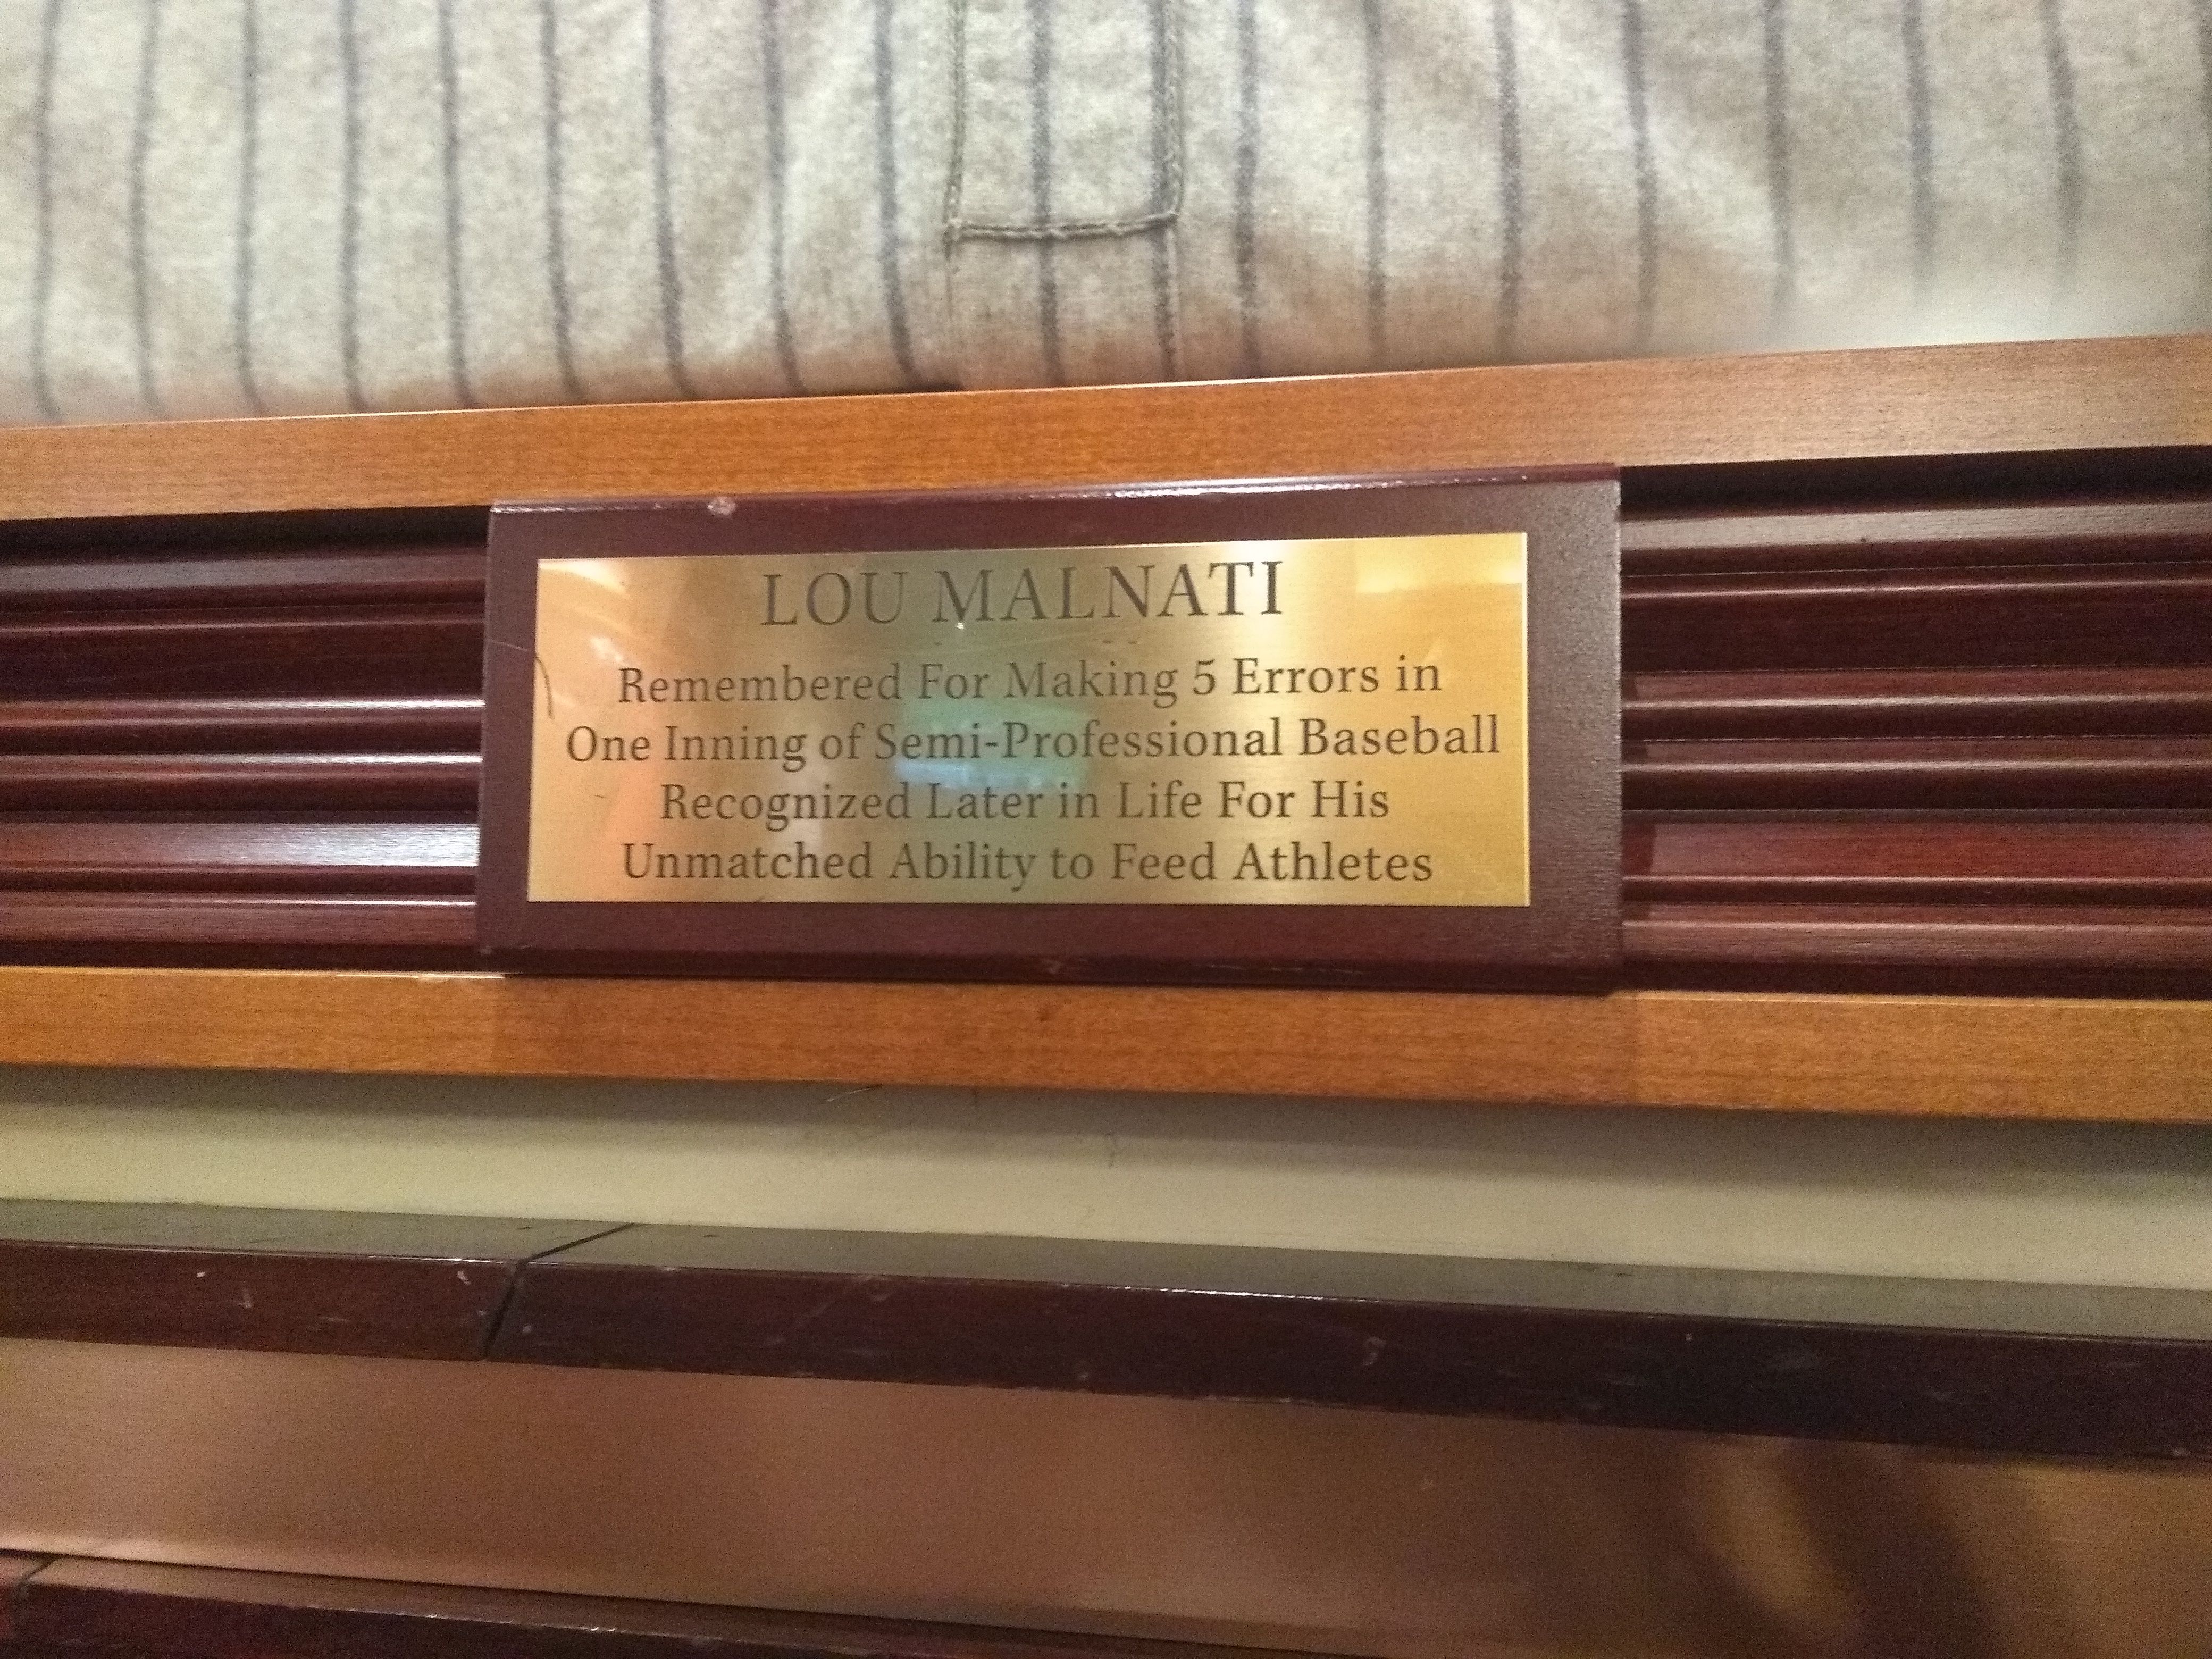 LOU MALNATI
Remembered For Making 5 Errors in
One Inning of Semi-Professional Baseball
Recognized Later in Life For His
Unmatched Ability to Feed Athletes